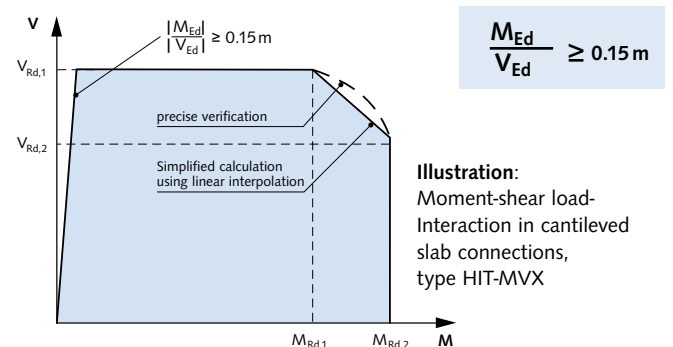 V
|M_Ed|
|V_Ed| ≥ 0.15 m
V_Rd,1
precise verification
V_Rd,2
Simplified calculation
using linear interpolation
M_Rd,1
M_Rd,2
M
M_Ed
V_Ed ≥ 0.15 m
Illustration:
Moment-shear load-
Interaction in cantileved
slab connections,
type HIT-MVX